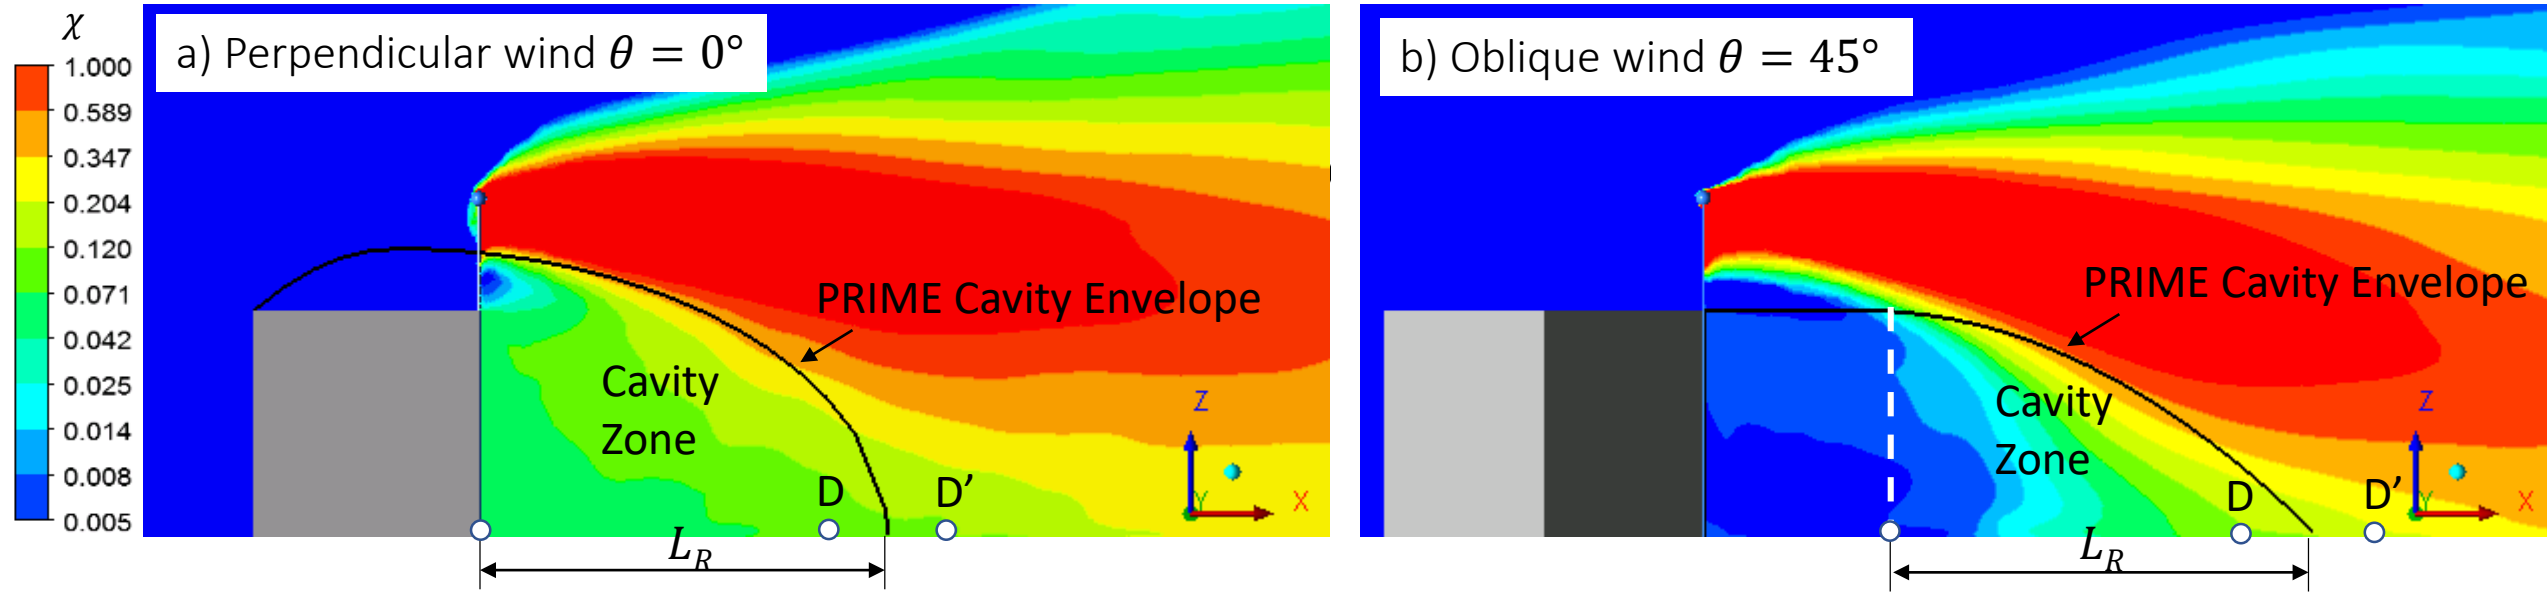 χ
1.000
0.589
0.347
0.204
0.120
0.071
0.042
0.025
0.014
0.008
0.005
a) Perpendicular wind θ = 0°
PRIME Cavity Envelope
Cavity
Zone
D
D’
L_R
Z
Y
X
b) Oblique wind θ = 45°
PRIME Cavity Envelope
Cavity
Zone
D
D’
L_R
Z
Y
X